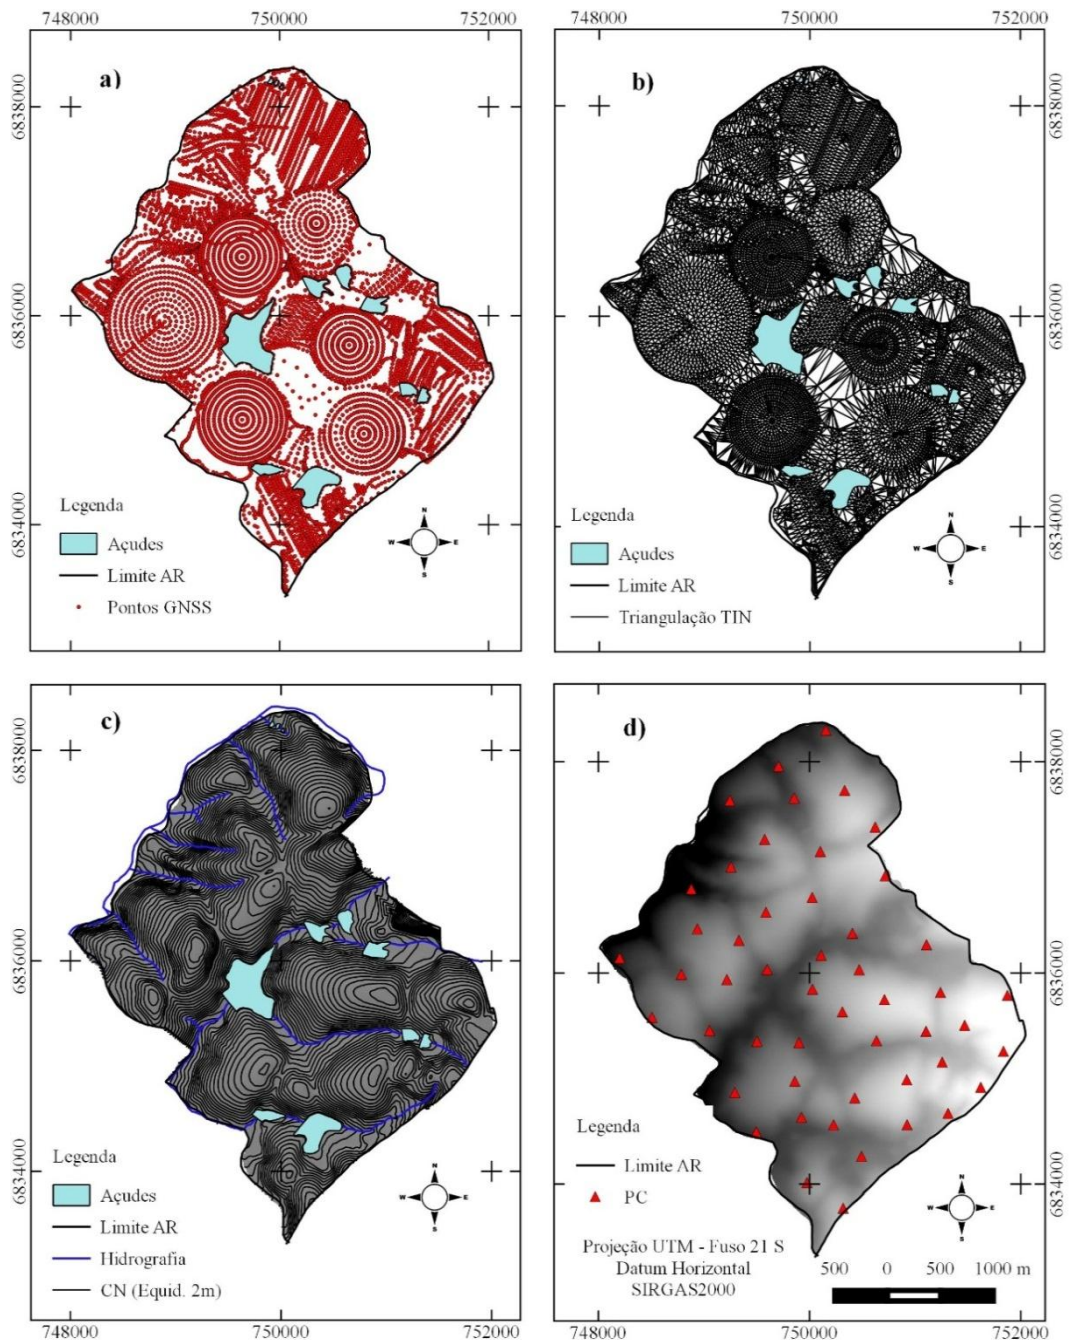 748000 750000 752000
748000 750000 752000
a)
b)
6838000
6836000
6834000
6838000
6836000
6834000
Legenda
Açudes
Limite AR
Pontos GNSS
N
W E
S
Legenda
Açudes
Limite AR
Triangulação TIN
N
W E
S
c)
d)
6838000
6836000
6834000
6838000
6836000
6834000
Legenda
Açudes
Limite AR
Hidrografia
CN (Equid. 2m)
N
W E
S
Legenda
Limite AR
PC
N
W E
S
Projeção UTM - Fuso 21 S
Datum Horizontal
SIRGAS2000
500 0 500 1000 m
748000 750000 752000
748000 750000 752000